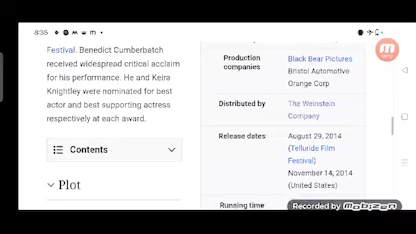 8:35
Festival. Benedict Cumberbatch
received widespread critical acclaim
for his performance. He and Keira
Knightley were nominated for best
actor and best supporting actress
respectively at each award.
Contents
Plot
Production
companies
Black Bear Pictures
Bristol Automotive
Orange Corp
Distributed by
The Weinstein
Company
Release dates
August 29, 2014
(Telluride Film
Festival)
November 14, 2014
(United States)
Running time
Recorded by Mobizen